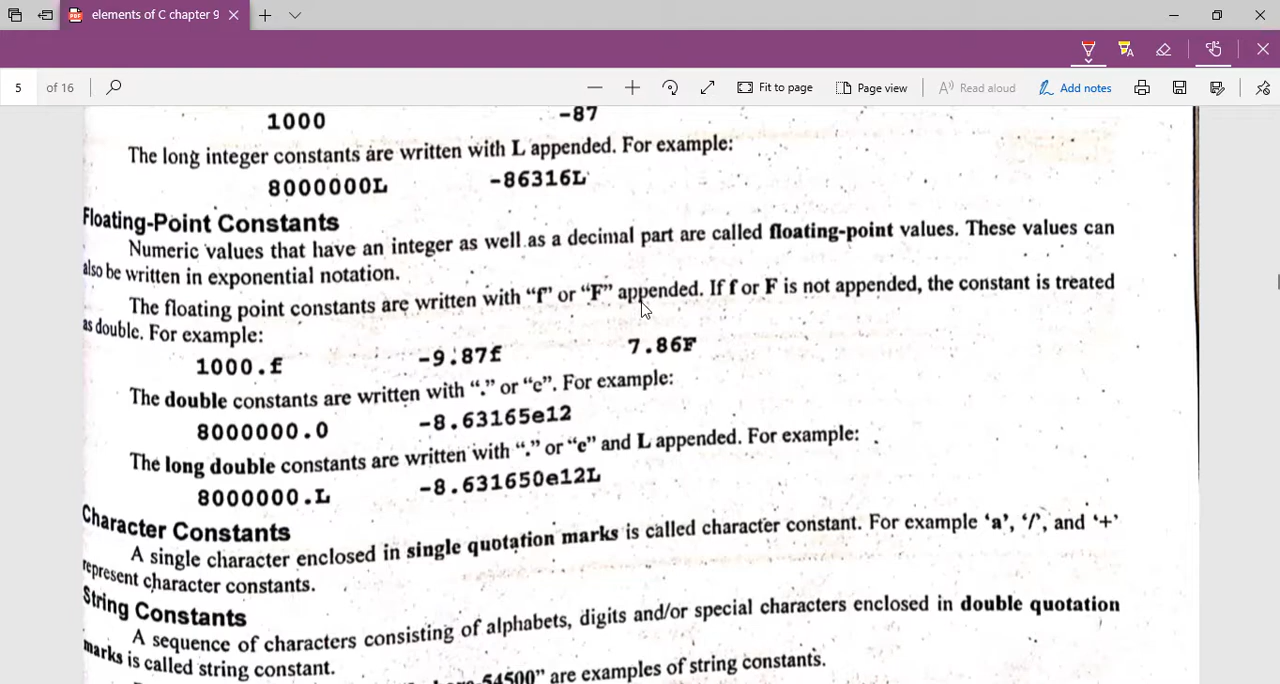 elements of C chapter 9
5 of 16
Fit to page
Page view
Read aloud
Add notes
1000 -87
The long integer constants are written with L appended. For example:
8000000L -86316L
Floating-Point Constants
Numeric values that have an integer as well as a decimal part are called floating-point values. These values can
also be written in exponential notation.
The floating point constants are written with “f” or “F” appended. If f or F is not appended, the constant is treated
as double. For example:
1000.f -9.87f 7.86F
The double constants are written with “.” or “e”. For example:
8000000.0 -8.63165e12
The long double constants are written with “.” or “e” and L appended. For example:
8000000.L -8.631650e12L
Character Constants
A single character enclosed in single quotation marks is called character constant. For example ‘a’, ‘/’, and ‘+’
represent character constants.
String Constants
A sequence of characters consisting of alphabets, digits and/or special characters enclosed in double quotation
marks is called string constant.
54500” are examples of string constants.